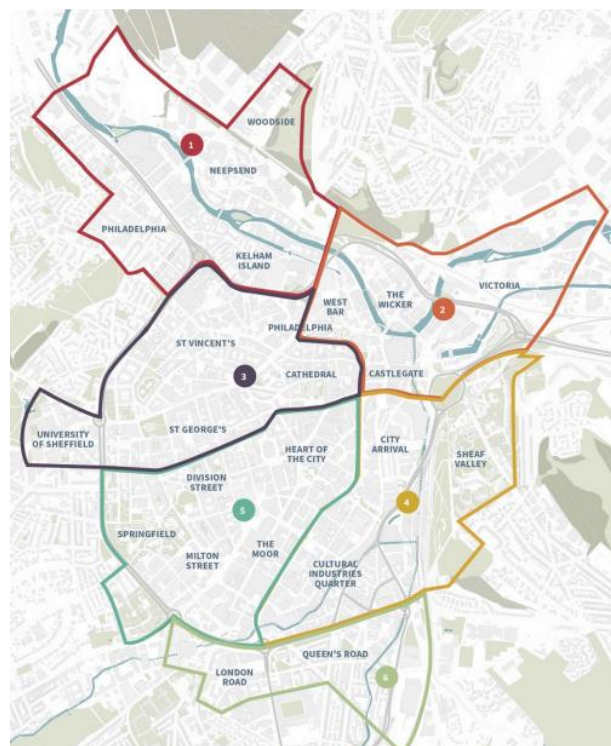 WOODSIDE
1
NEEPSEND
PHILADELPHIA
KELHAM
ISLAND
VICTORIA
THE
WICKER
WEST
BAR
2
PHILADELPHIA
ST VINCENT'S
3
CATHEDRAL
CASTLEGATE
UNIVERSITY
OF SHEFFIELD
ST GEORGE'S
HEART OF
THE CITY
CITY
ARRIVAL
SHEAF
VALLEY
DIVISION
STREET
4
5
SPRINGFIELD
THE
MOOR
MILTON
STREET
CULTURAL
INDUSTRIES
QUARTER
QUEEN'S ROAD
LONDON
ROAD
6